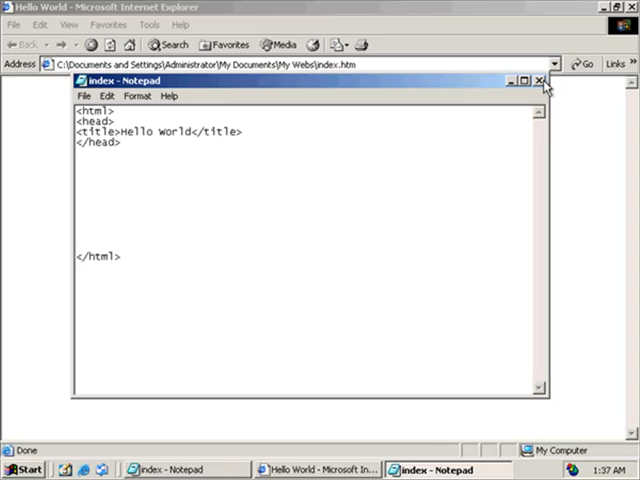 Hello World - Microsoft Internet Explorer
File Edit View Favorites Tools Help
Back Search Favorites Media
Address C:\Documents and Settings\Administrator\My Documents\My Webs\index.htm Go Links »
index - Notepad
File Edit Format Help
<html>
<head>
<title>Hello World</title>
</head>
</html>
Done My Computer
Start index - Notepad Hello World - Microsoft In... index - Notepad 1:37 AM